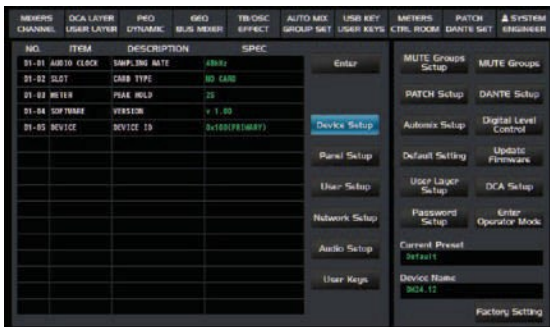 MIXERS DCA LAYER PEQ GEQ TB/OSC AUTO MIX USB KEY METERS PATCH SYSTEM
CHANNEL USER LAYER DYNAMIC BUS MIXER EFFECT GROUP SET USER KEYS CTRL ROOM DANTE SET ENGINEER
NO. ITEM DESCRIPTION SPEC
01-01 AUDIO CLOCK SAMPLING RATE 48KHz
01-02 SLOT CARD TYPE NO CARD
01-03 METER PEAK HOLD 2S
01-04 SOFTWARE VERSION v 1.00
01-05 DEVICE DEVICE ID 0x100(PRIMARY)
Enter
Device Setup
Panel Setup
User Setup
Network Setup
Audio Setup
User Keys
MUTE Groups
Setup
MUTE Groups
PATCH Setup
DANTE Setup
Automix Setup
Digital Level
Control
Default Setting
Update
Firmware
User Layer
Setup
DCA Setup
Password
Setup
Enter
Operator Mode
Current Preset
Default
Device Name
DM24.12
Factory Setting